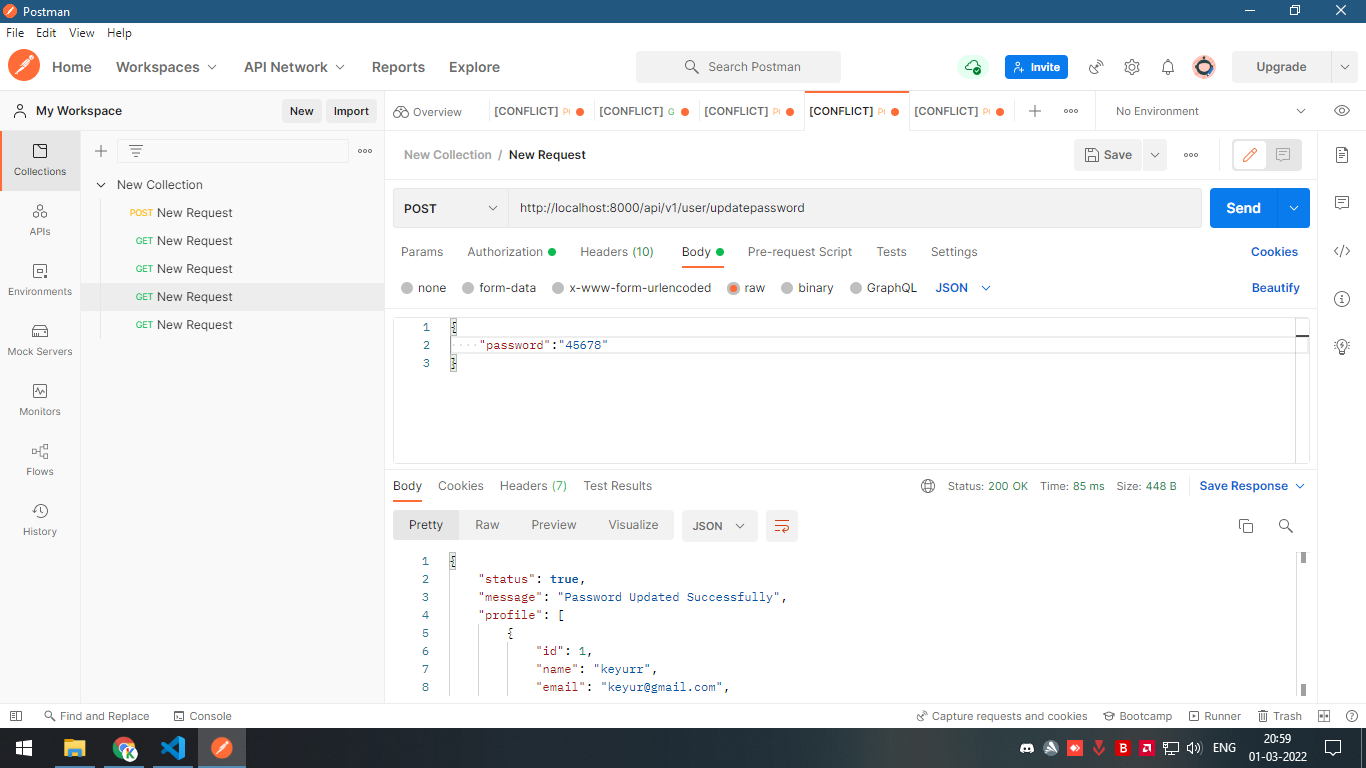 Postman
File Edit View Help
Home Workspaces API Network Reports Explore Search Postman Invite Upgrade
My Workspace New Import Overview [CONFLICT] [CONFLICT] G [CONFLICT] [CONFLICT] [CONFLICT] No Environment
New Collection / New Request Save
Collections
APIs
Environments
Mock Servers
Monitors
Flows
History
New Collection
POST New Request
GET New Request
GET New Request
GET New Request
GET New Request
POST http://localhost:8000/api/v1/user/updatepassword Send
Params Authorization Headers (10) Body Pre-request Script Tests Settings Cookies
none form-data x-www-form-urlencoded raw binary GraphQL JSON Beautify
1 {
2 "password":"45678"
3 }
Body Cookies Headers (7) Test Results Status: 200 OK Time: 85 ms Size: 448 B Save Response
Pretty Raw Preview Visualize JSON
1 {
2 "status": true,
3 "message": "Password Updated Successfully",
4 "profile": [
5 {
6 "id": 1,
7 "name": "keyurr",
8 "email": "keyur@gmail.com",
Find and Replace Console Capture requests and cookies Bootcamp Runner Trash
K B ENG 20:59
01-03-2022